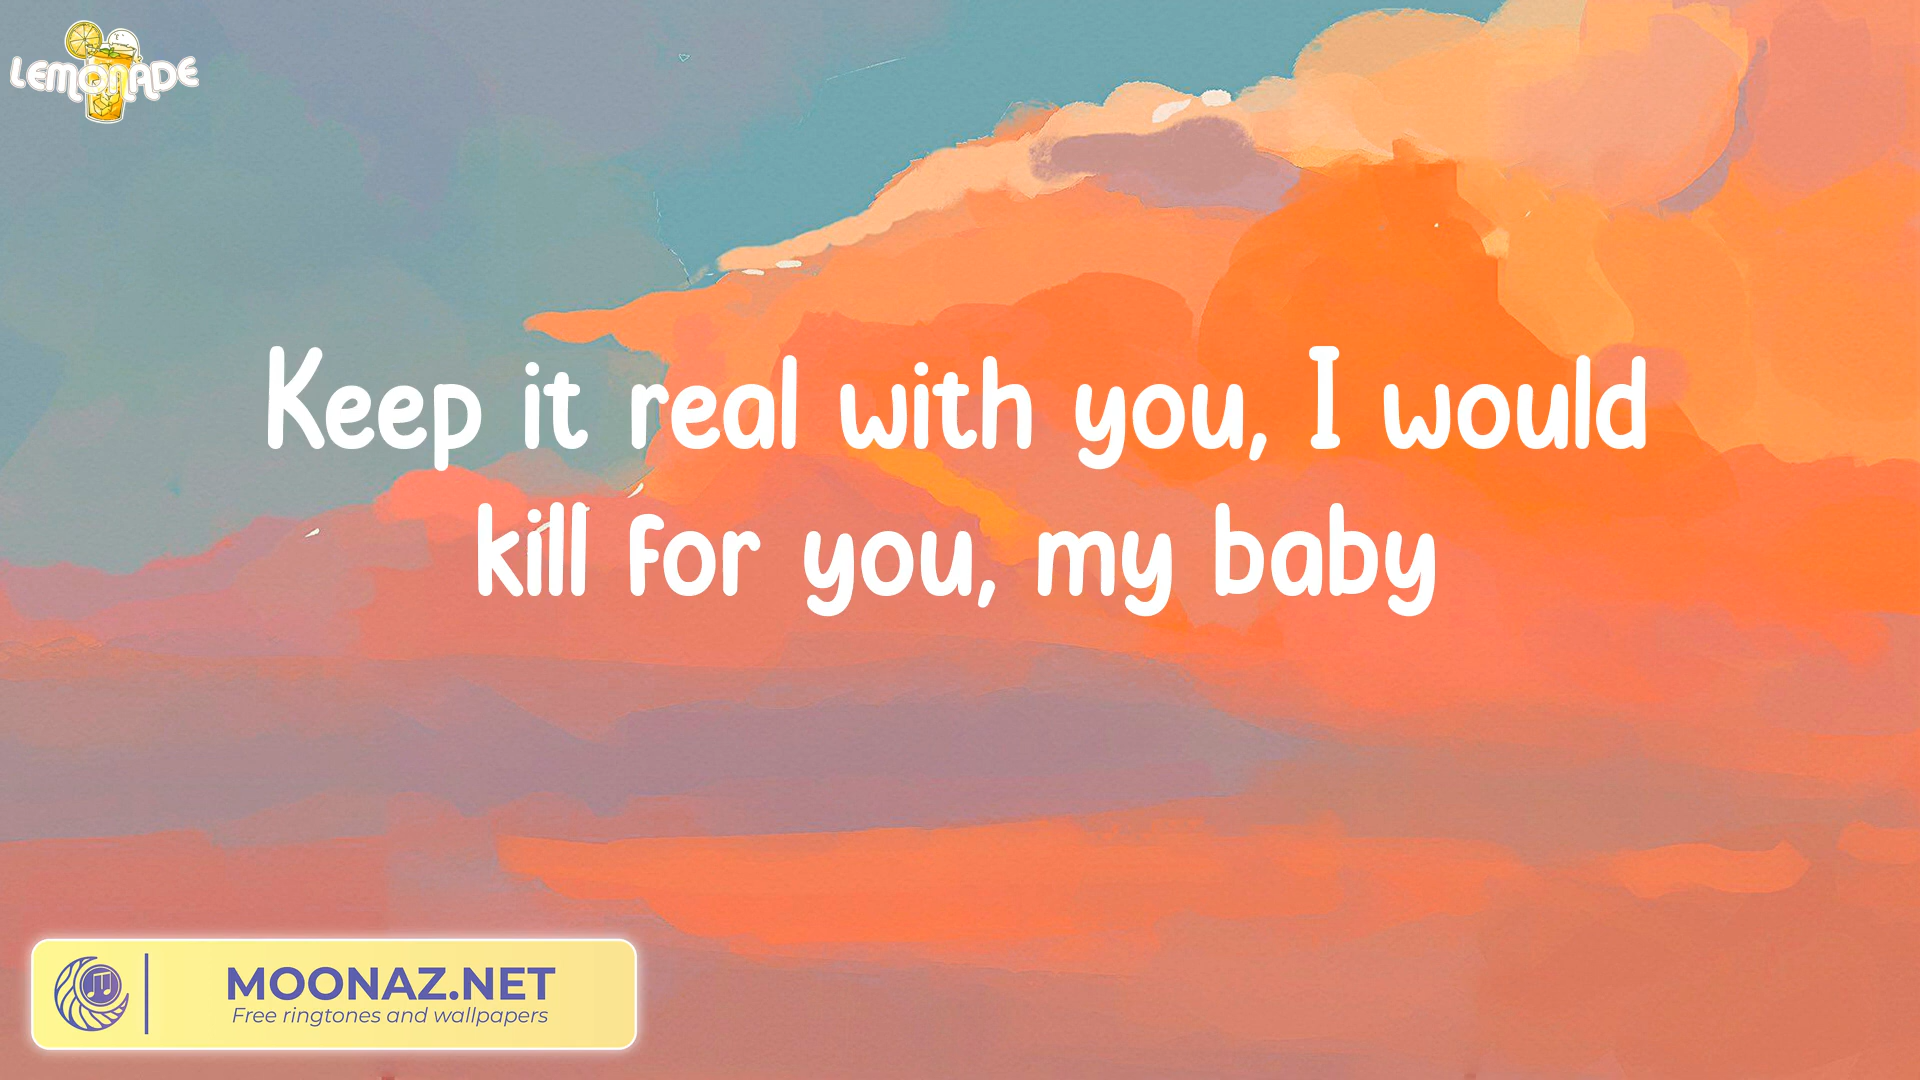 LEMONADE
Keep it real with you, I would
kill for you, my baby
MOONAZ.NET
Free ringtones and wallpapers